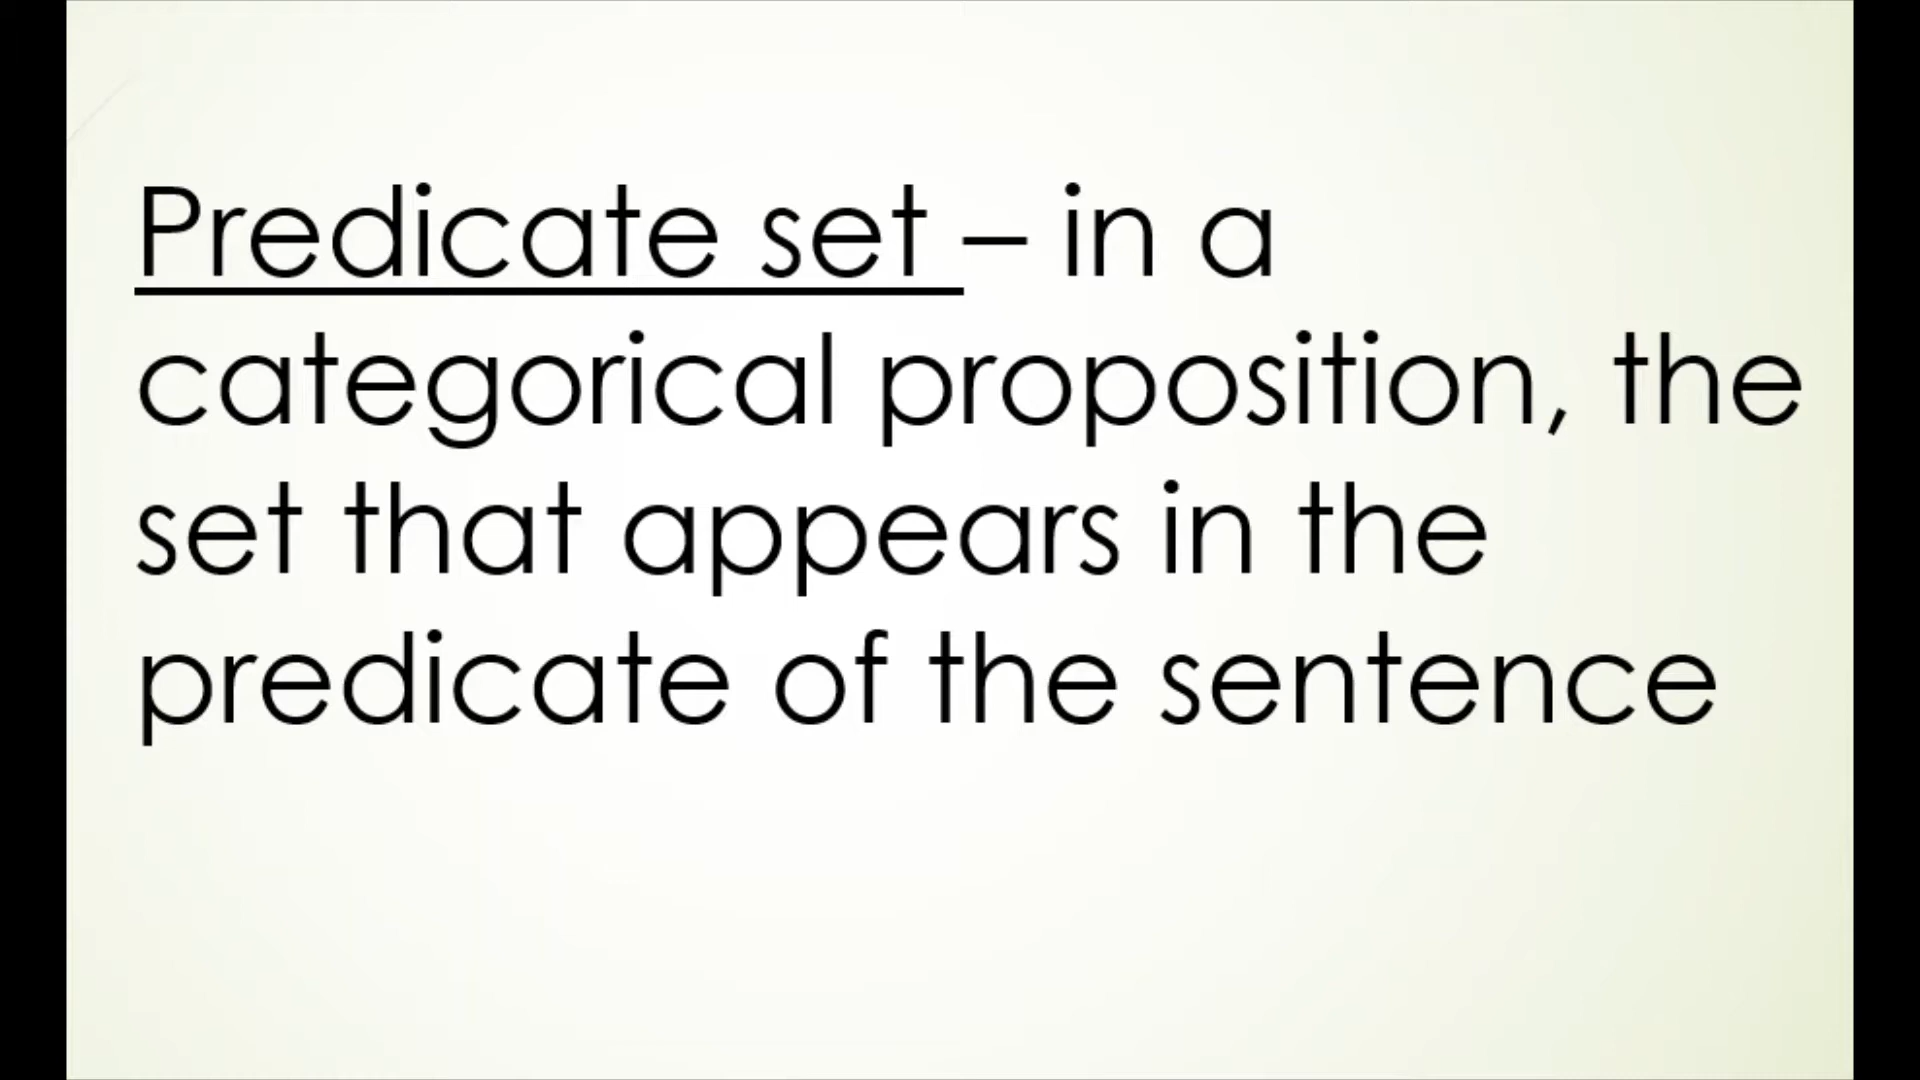 Predicate set – in a
categorical proposition, the
set that appears in the
predicate of the sentence